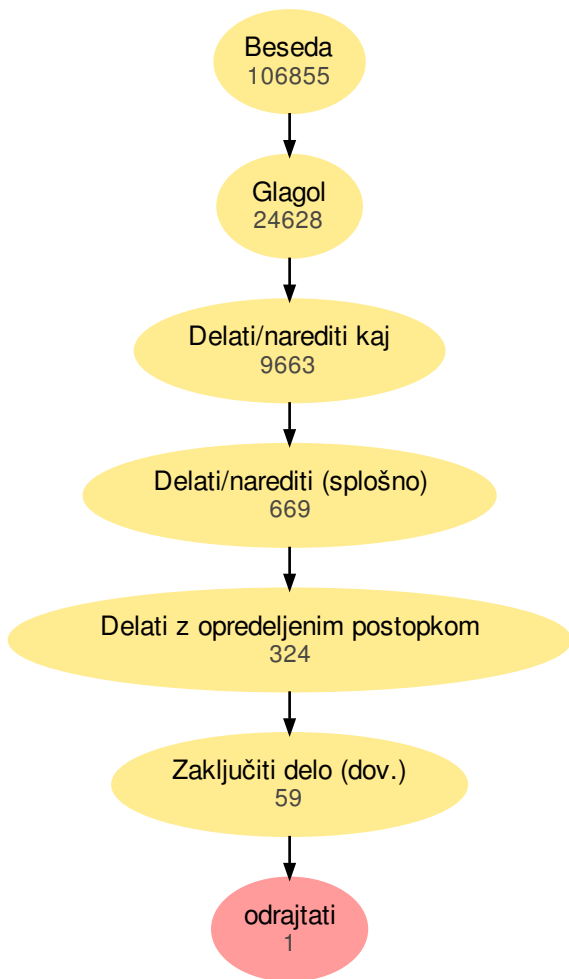 Beseda
106855
Glagol
24628
Delati/narediti kaj
9663
Delati/narediti (splošno)
669
Delati z opredeljenim postopkom
324
Zaključiti delo (dov.)
59
odrajtati
1